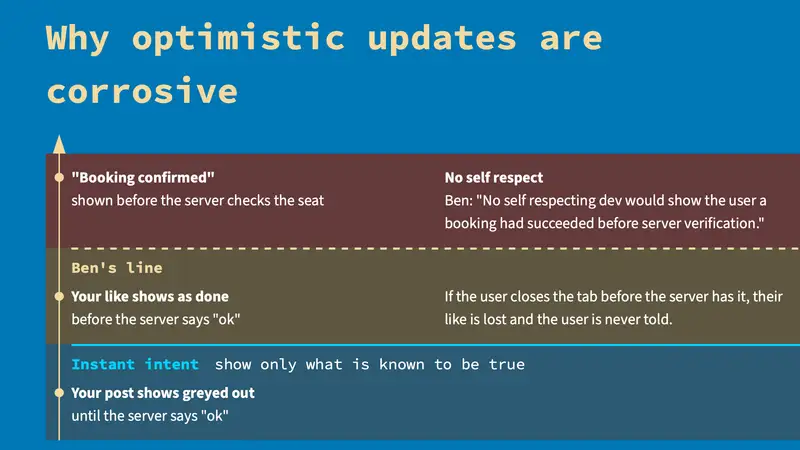 Why optimistic updates are
corrosive
"Booking confirmed"
shown before the server checks the seat
No self respect
Ben: "No self respecting dev would show the user a
booking had succeeded before server verification."
Ben's line
Your like shows as done
before the server says "ok"
If the user closes the tab before the server has it, their
like is lost and the user is never told.
Instant intent show only what is known to be true
Your post shows greyed out
until the server says "ok"